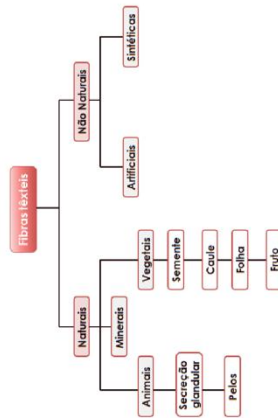 Fibras têxteis
Naturais
Não Naturais
Animais
Minerais
Vegetais
Artificiais
Sintéticas
Secreção
glandular
Pelos
Semente
Caule
Folha
Fruto